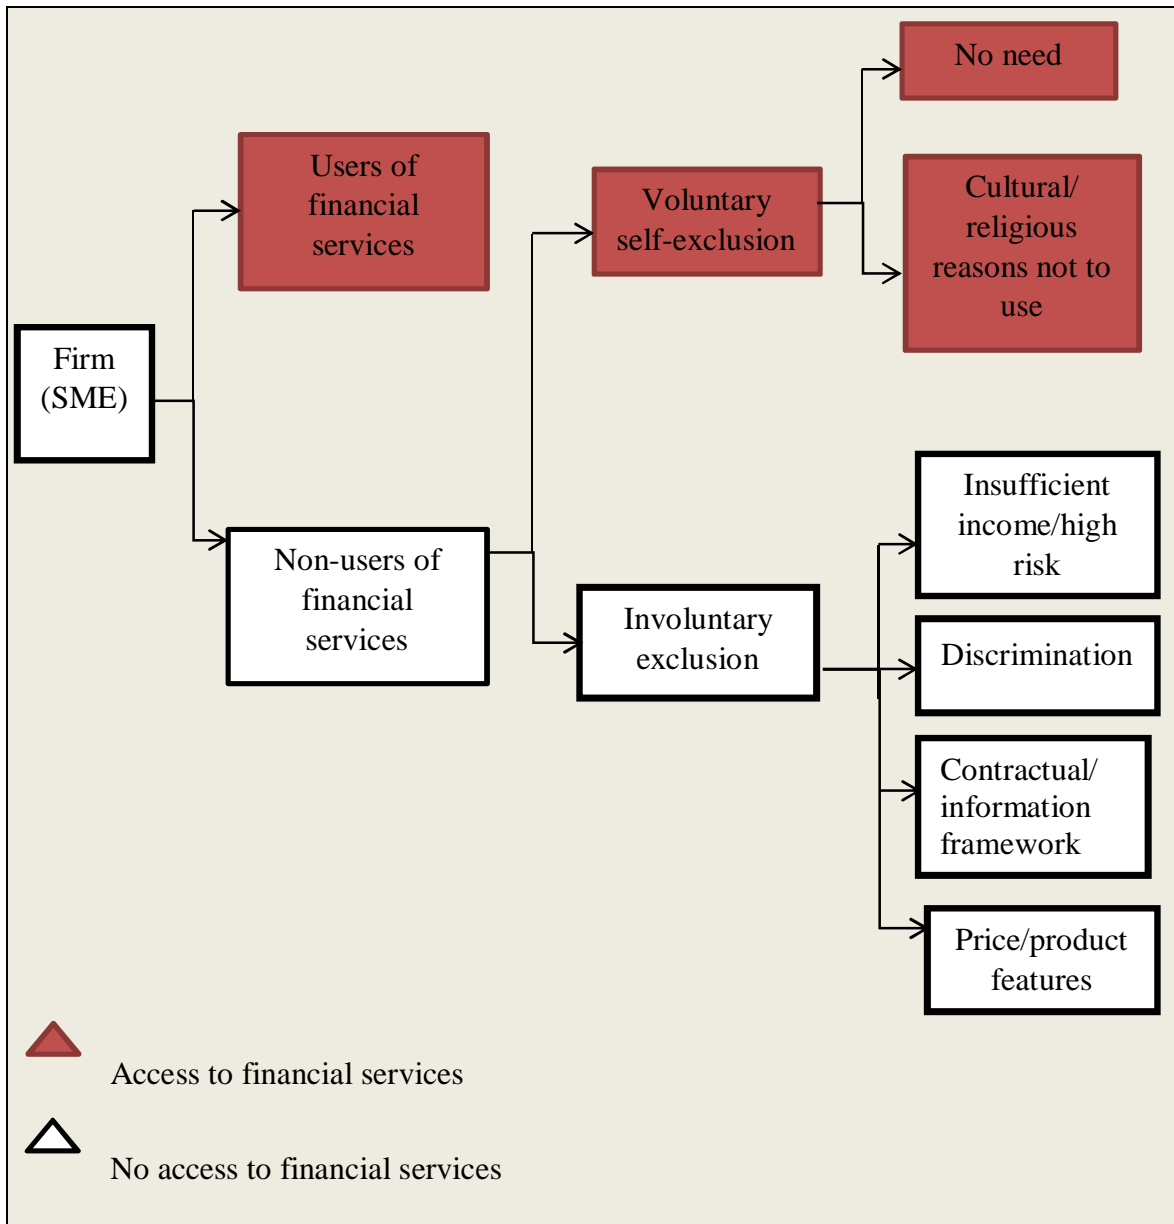 No need
Users of
financial
services
Voluntary
self-exclusion
Cultural/
religious
reasons not to
use
Firm
(SME)
Non-users of
financial
services
Involuntary
exclusion
Insufficient
income/high
risk
Discrimination
Contractual/
information
framework
Price/product
features
Access to financial services
No access to financial services